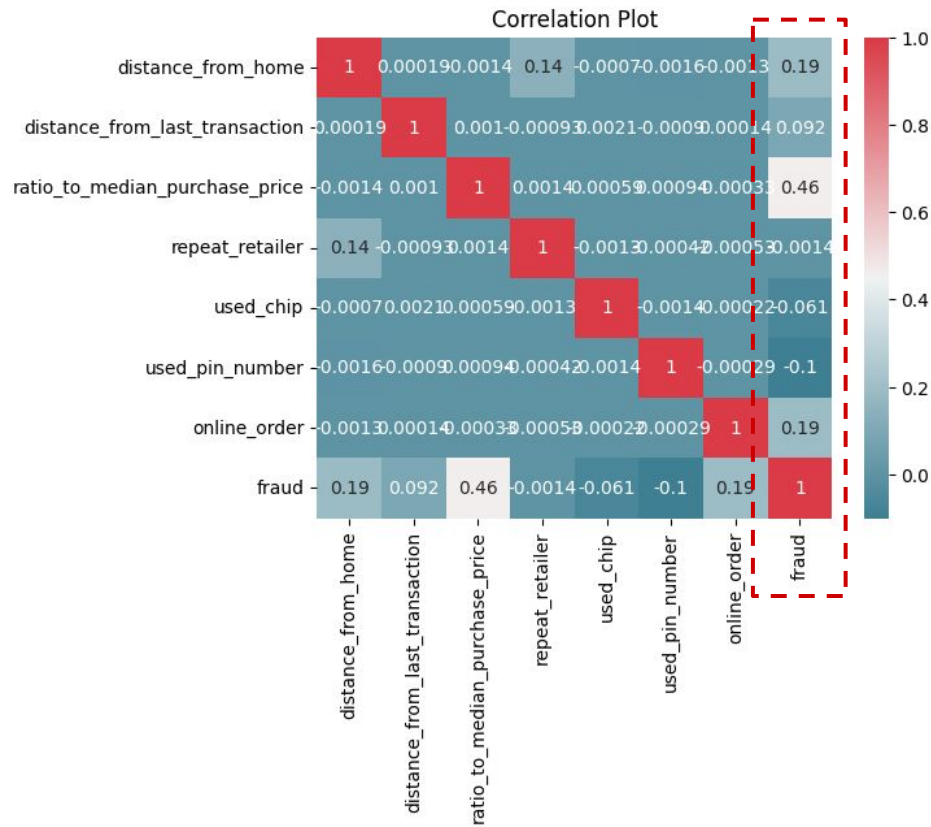 Correlation Plot
distance_from_home 1 0.00019 -0.0014 0.14 -0.0007 -0.0016 -0.0013 0.19
distance_from_last_transaction 0.00019 1 0.001 -0.00093 0.0021 -0.0009 0.00014 0.092
ratio_to_median_purchase_price -0.0014 0.001 1 0.0014 0.00059 0.00094 -0.00033 0.46
repeat_retailer 0.14 -0.00093 0.0014 1 -0.0013 -0.00042 -0.00053 -0.0014
used_chip -0.0007 0.0021 0.00059 -0.0013 1 -0.0014 -0.00022 -0.061
used_pin_number -0.0016 -0.0009 0.00094 -0.00042 -0.0014 1 -0.00029 -0.1
online_order -0.0013 0.00014 -0.00033 -0.00053 -0.00022 -0.00029 1 0.19
fraud 0.19 0.092 0.46 -0.0014 -0.061 -0.1 0.19 1
distance_from_home
distance_from_last_transaction
ratio_to_median_purchase_price
repeat_retailer
used_chip
used_pin_number
online_order
fraud
1.0
0.8
0.6
0.4
0.2
0.0